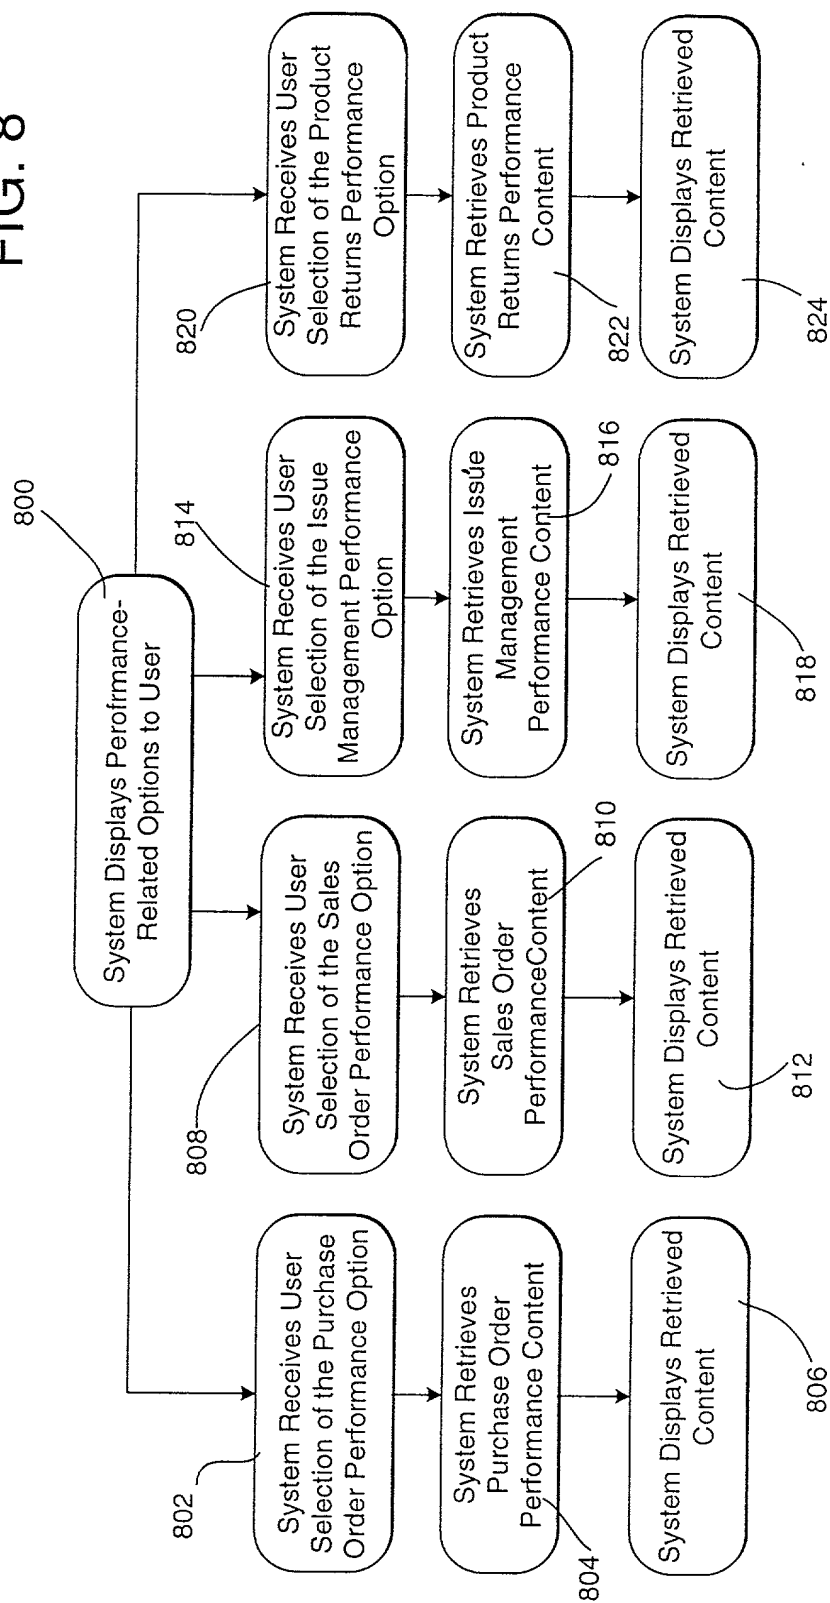 FIG. 8
800
System Displays Perofrmance-
Related Options to User
802
System Receives User
Selection of the Purchase
Order Performance Option
System Retrieves
Purchase Order
Performance Content
804
System Displays Retrieved
Content
806
808
System Receives User
Selection of the Sales
Order Performance Option
System Retrieves
Sales Order
PerformanceContent
810
System Displays Retrieved
Content
812
814
System Receives User
Selection of the Issue
Management Performance
Option
System Retrieves Issue
Management
Performance Content
816
System Displays Retrieved
Content
818
820
System Receives User
Selection of the Product
Returns Performance
Option
System Retrieves Product
Returns Performance
Content
822
System Displays Retrieved
Content
824